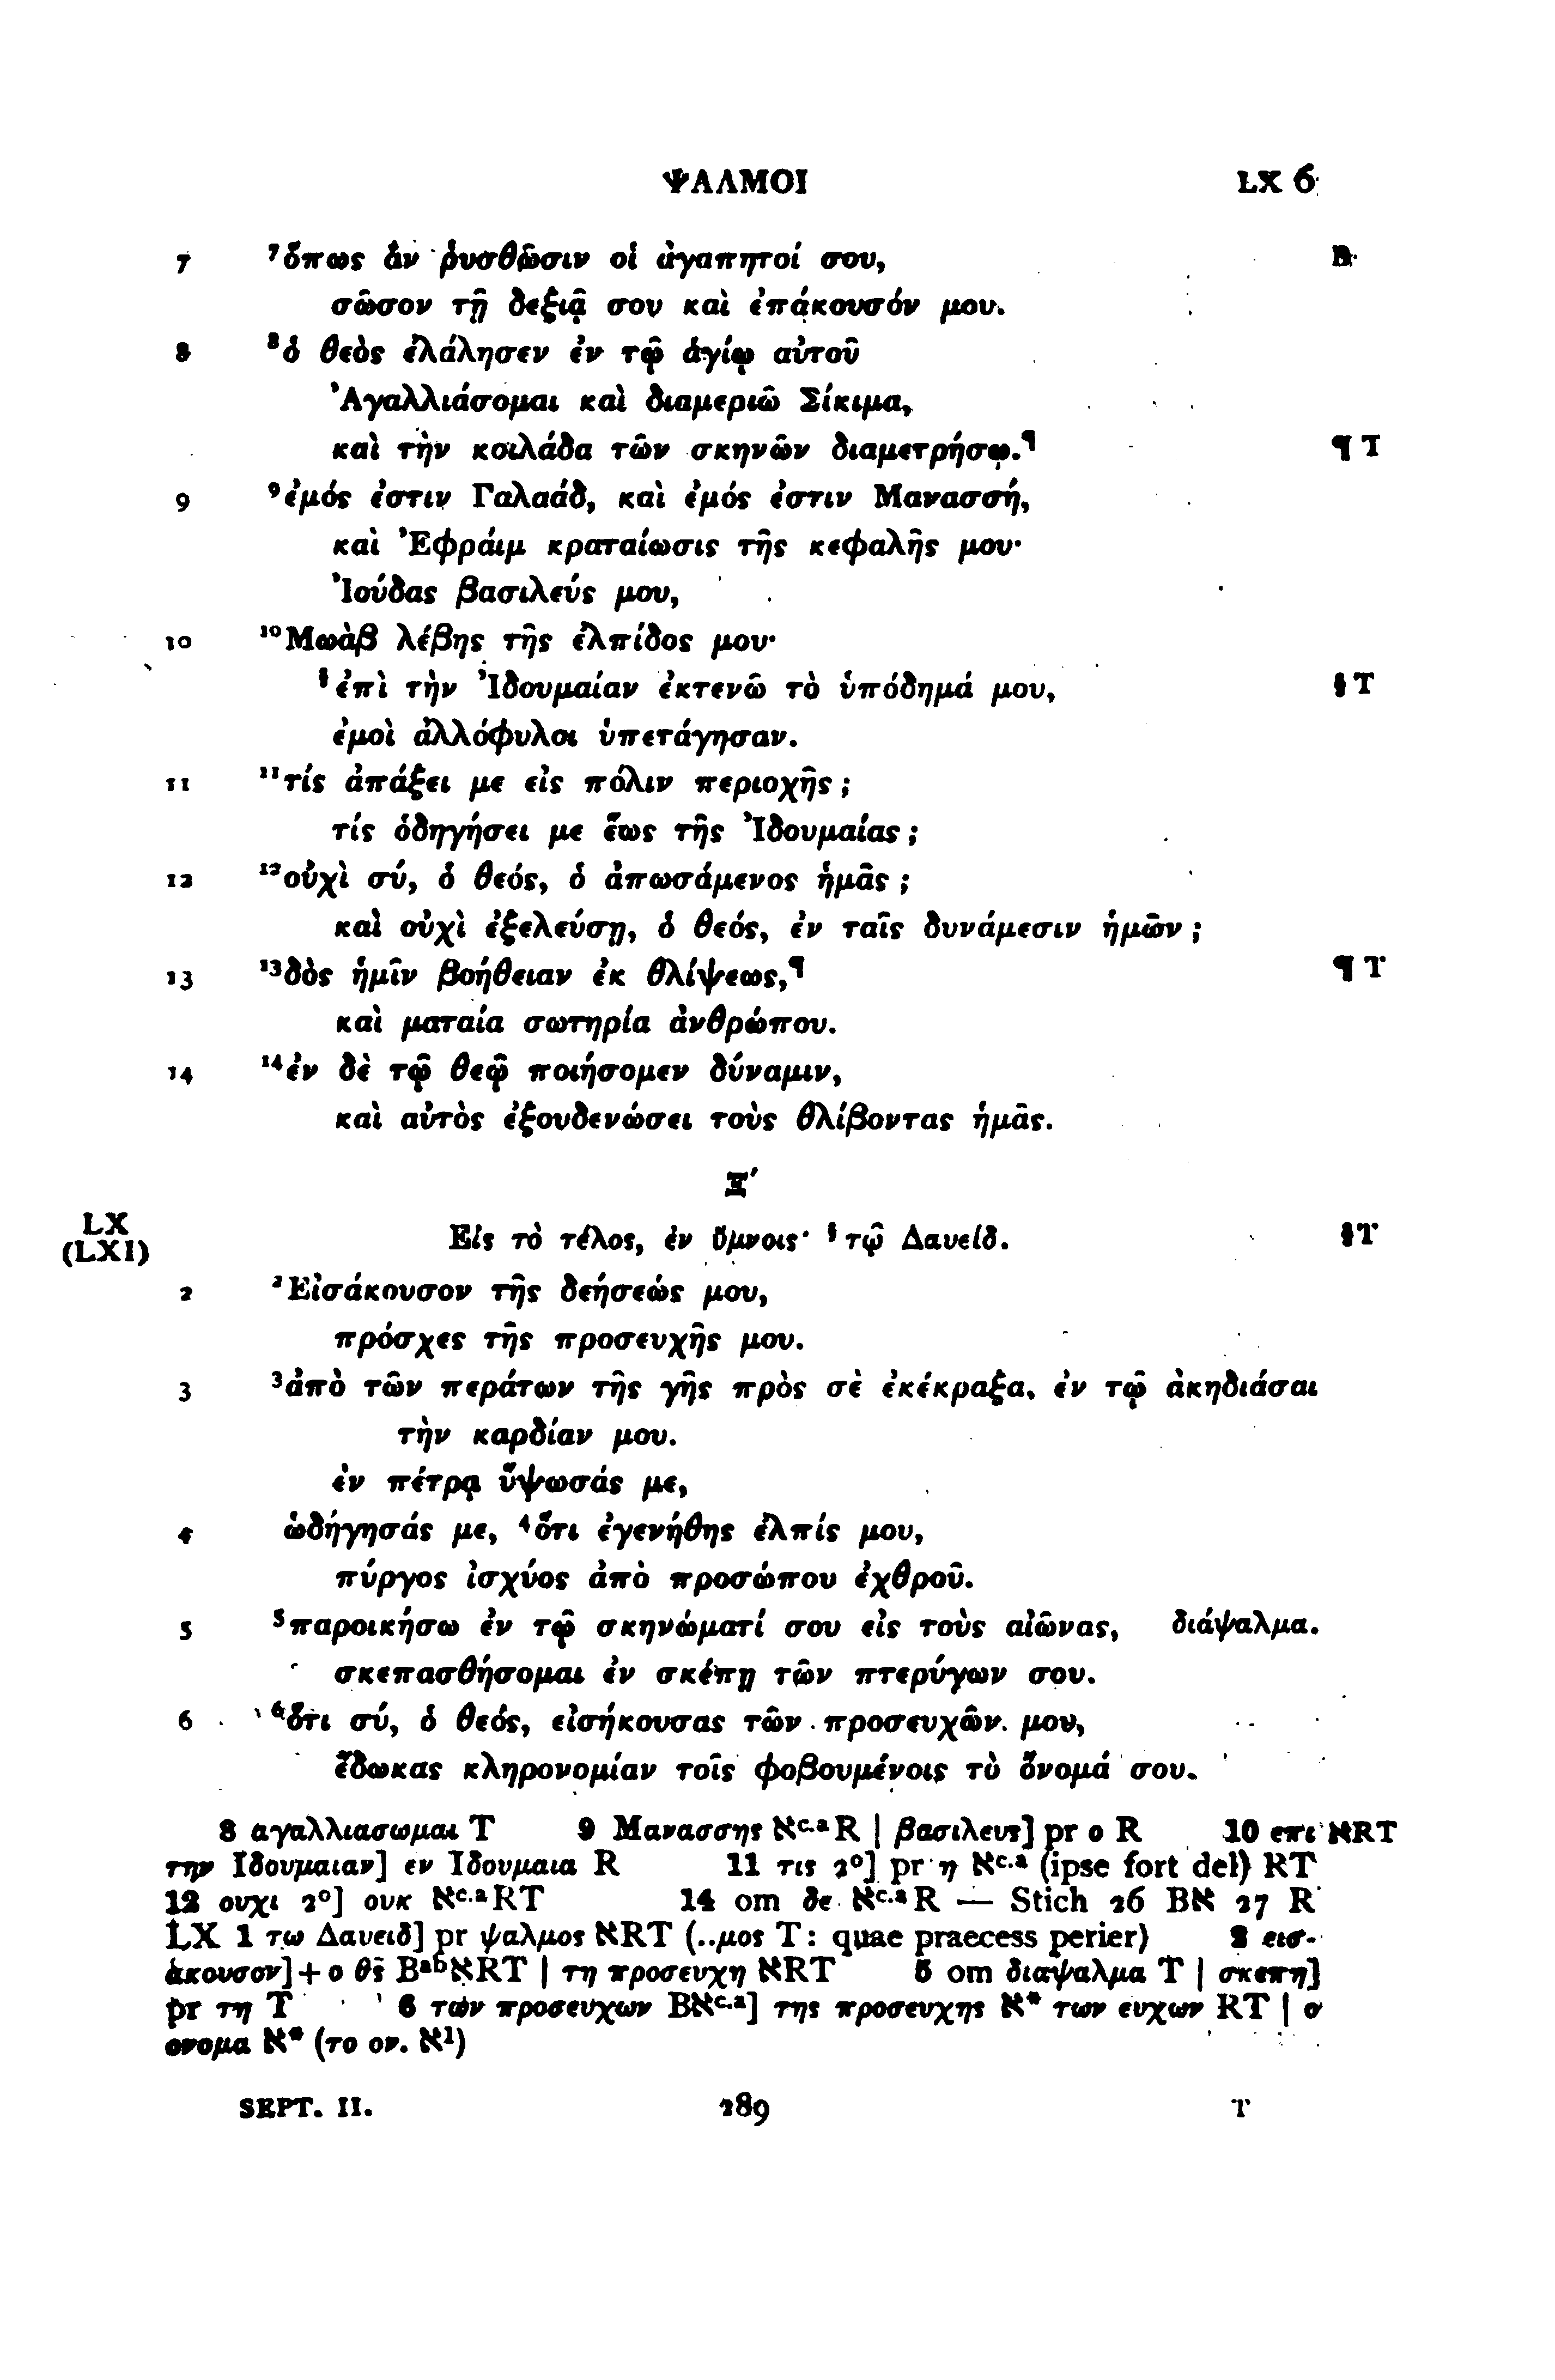 ΨΑΛΜΟΙ LX 6
7 ⁷ὅπως ἂν ῥυσθῶσιν οἱ ἀγαπητοί σου, B
σῶσον τῇ δεξιᾷ σου καὶ ἐπάκουσόν μου.
8 ⁸ὁ θεὸς ἐλάλησεν ἐν τῷ ἁγίῳ αὐτοῦ
Ἀγαλλιάσομαι καὶ διαμεριῶ Σίκιμα,
καὶ τὴν κοιλάδα τῶν σκηνῶν διαμετρήσω.¶ ¶ T
9 ⁹ἐμός ἐστιν Γαλαάδ, καὶ ἐμός ἐστιν Μανασσή,
καὶ Ἐφράιμ κραταίωσις τῆς κεφαλῆς μου·
Ἰούδας βασιλεύς μου,
10 ¹⁰Μωὰβ λέβης τῆς ἐλπίδος μου·
§ἐπὶ τὴν Ἰδουμαίαν ἐκτενῶ τὸ ὑπόδημά μου, § T
ἐμοὶ ἀλλόφυλοι ὑπετάγησαν.
11 ¹¹τίς ἀπάξει με εἰς πόλιν περιοχῆς;
τίς ὁδηγήσει με ἕως τῆς Ἰδουμαίας;
12 ¹²οὐχὶ σύ, ὁ θεός, ὁ ἀπωσάμενος ἡμᾶς;
καὶ οὐχὶ ἐξελεύσῃ, ὁ θεός, ἐν ταῖς δυνάμεσιν ἡμῶν;
13 ¹³δὸς ἡμῖν βοήθειαν ἐκ θλίψεως,¶ ¶ T
καὶ ματαία σωτηρία ἀνθρώπου.
14 ¹⁴ἐν δὲ τῷ θεῷ ποιήσομεν δύναμιν,
καὶ αὐτὸς ἐξουδενώσει τοὺς θλίβοντας ἡμᾶς.
Ξʹ
LX
(LXI) Εἰς τὸ τέλος, ἐν ὕμνοις· §τῷ Δαυείδ. § T
2 ²Εἰσάκουσον τῆς δεήσεώς μου,
πρόσχες τῆς προσευχῆς μου.
3 ³ἀπὸ τῶν περάτων τῆς γῆς πρὸς σὲ ἐκέκραξα, ἐν τῷ ἀκηδιάσαι
τὴν καρδίαν μου.
ἐν πέτρᾳ ὕψωσάς με,
4 ὡδήγησάς με, ⁴ὅτι ἐγενήθης ἐλπίς μου,
πύργος ἰσχύος ἀπὸ προσώπου ἐχθροῦ.
5 ⁵παροικήσω ἐν τῷ σκηνώματί σου εἰς τοὺς αἰῶνας, διάψαλμα.
σκεπασθήσομαι ἐν σκέπῃ τῶν πτερύγων σου.
6 ⁶ὅτι σύ, ὁ θεός, εἰσήκουσας τῶν προσευχῶν μου,
ἔδωκας κληρονομίαν τοῖς φοβουμένοις τὸ ὄνομά σου.
8 αγαλλιασωμαι T 9 Μανασσης אc.a R | βασιλευς] pr ο R 10 επι אRT
την Ιδουμαιαν] εν Ιδουμαια R 11 τις 2°] pr η אc.a (ipse fort del) RT
12 ουχι 2°] ουκ אc.a RT 14 om δε אc.a R — Stich 26 Bא 27 R
LX 1 τω Δαυειδ] pr ψαλμος אRT (..μος T: quae praecess perier) 2 εισ-
ακουσον] + ο θς Bab אRT | τη προσευχη אRT 5 om διαψαλμα T | σκεπη]
pr τη T 6 των προσευχων Bאc.a] της προσευχης א* των ευχων RT | ο
ονομα א* (το ον. א1)
SEPT. II. 289 T